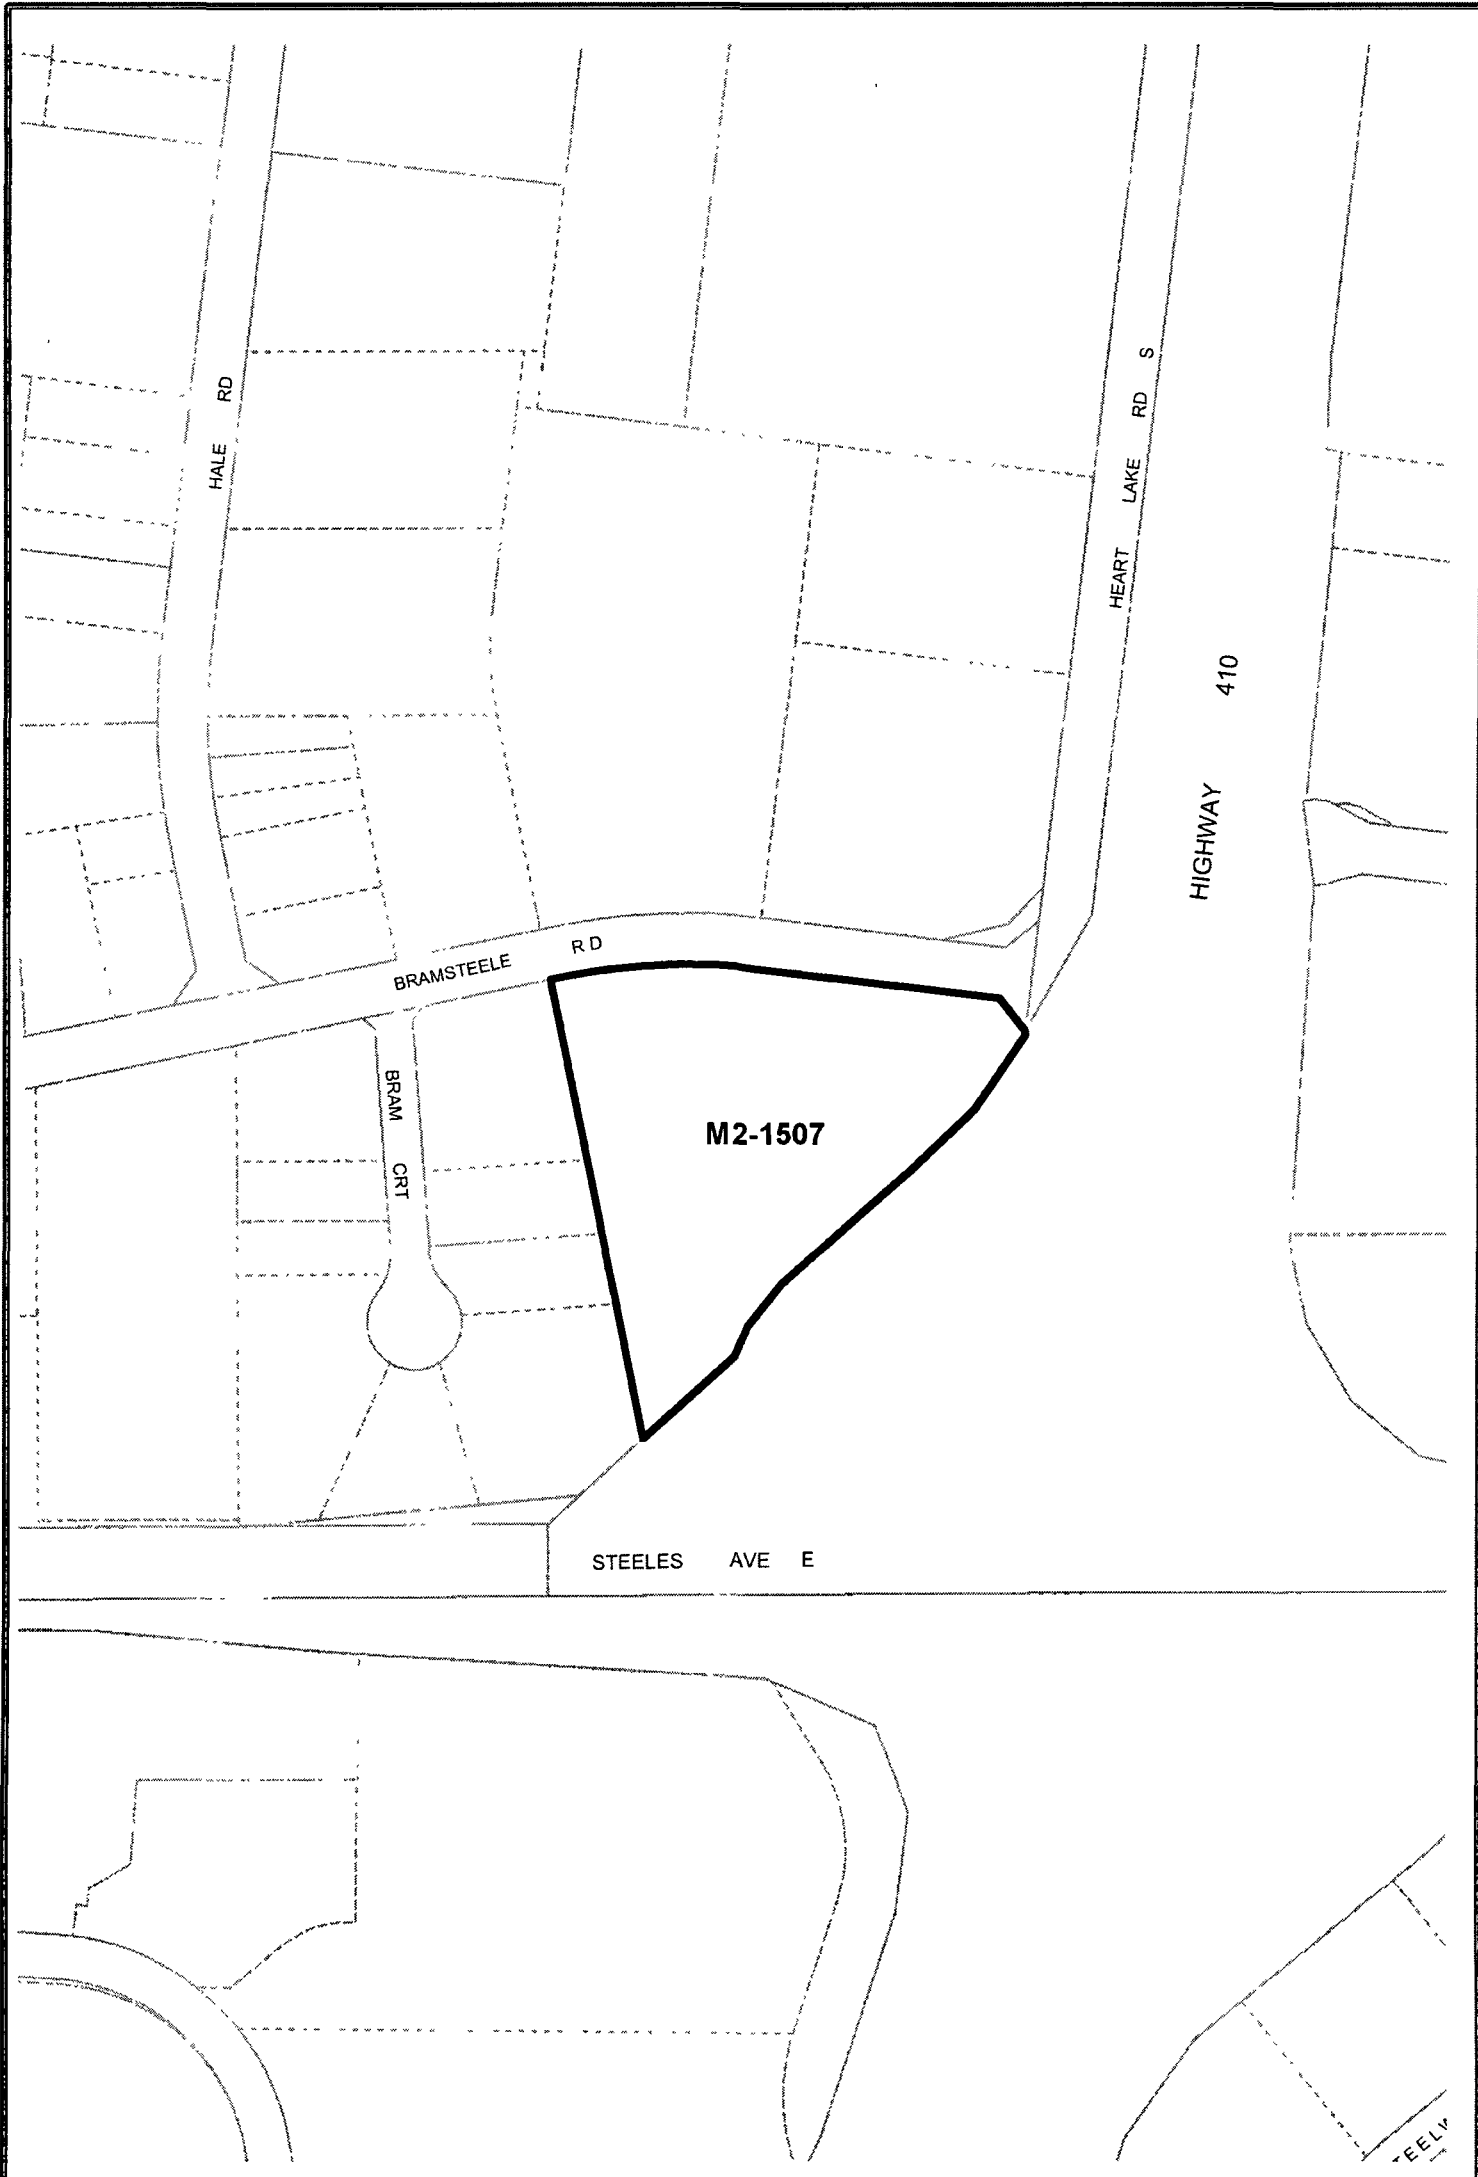 HALE RD
HEART LAKE RD S
HIGHWAY 410
BRAMSTEELE RD
BRAM CRT
M2-1507
STEELES AVE E